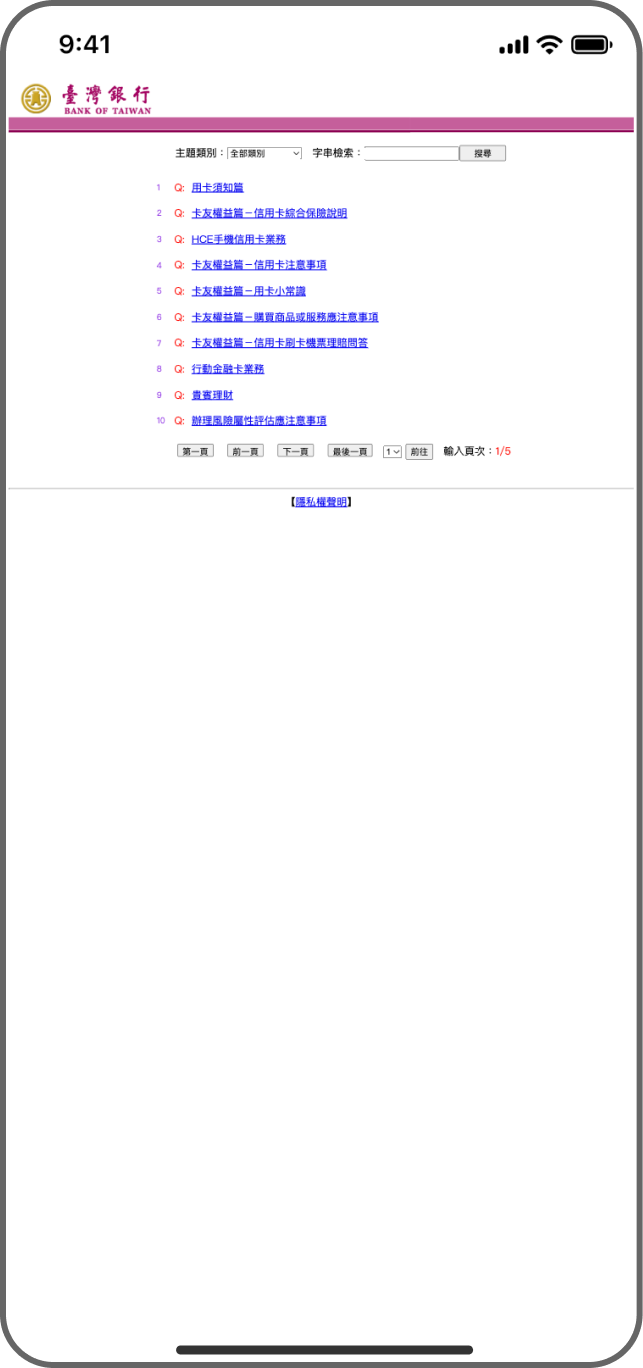 9:41
臺灣銀行
BANK OF TAIWAN
主題類別： 全部類別 字串檢索： 搜尋
1 Q: 用卡須知篇
2 Q: 卡友權益篇－信用卡綜合保險說明
3 Q: HCE手機信用卡業務
4 Q: 卡友權益篇－信用卡注意事項
5 Q: 卡友權益篇－用卡小常識
6 Q: 卡友權益篇－購買商品或服務應注意事項
7 Q: 卡友權益篇－信用卡刷卡機票理賠問答
8 Q: 行動金融卡業務
9 Q: 貴賓理財
10 Q: 辦理風險屬性評估應注意事項
第一頁 前一頁 下一頁 最後一頁 1 前往 輸入頁次：1/5
【隱私權聲明】